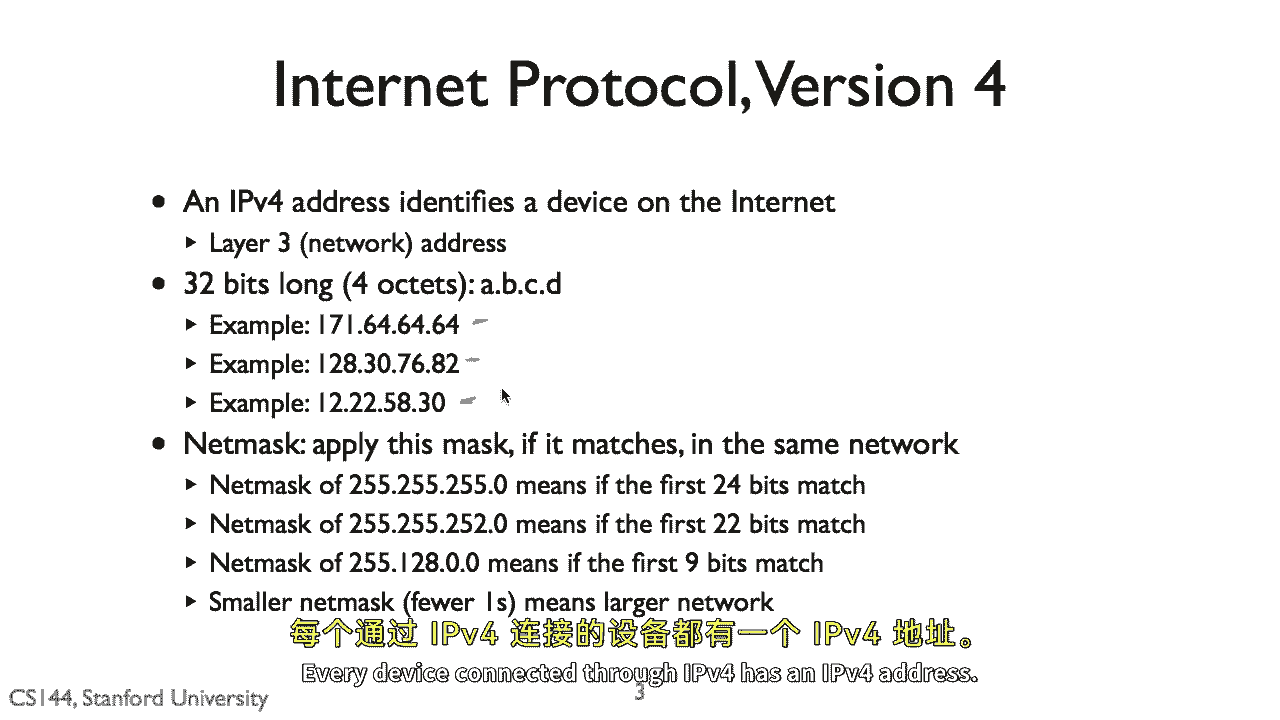 Internet Protocol, Version 4
• An IPv4 address identifies a device on the Internet
▸ Layer 3 (network) address
• 32 bits long (4 octets): a.b.c.d
▸ Example: 171.64.64.64
▸ Example: 128.30.76.82
▸ Example: 12.22.58.30
• Netmask: apply this mask, if it matches, in the same network
▸ Netmask of 255.255.255.0 means if the first 24 bits match
▸ Netmask of 255.255.252.0 means if the first 22 bits match
▸ Netmask of 255.128.0.0 means if the first 9 bits match
▸ Smaller netmask (fewer 1s) means larger network
每个通过 IPv4 连接的设备都有一个 IPv4 地址。
Every device connected through IPv4 has an IPv4 address.
CS144, Stanford University
3